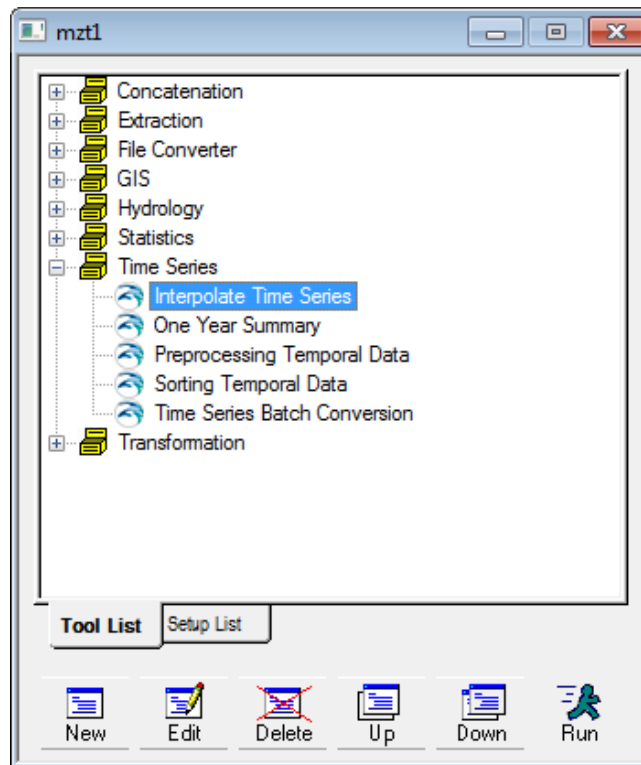 mzt1
Concatenation
Extraction
File Converter
GIS
Hydrology
Statistics
Time Series
Interpolate Time Series
One Year Summary
Preprocessing Temporal Data
Sorting Temporal Data
Time Series Batch Conversion
Transformation
Tool List Setup List
New Edit Delete Up Down Run